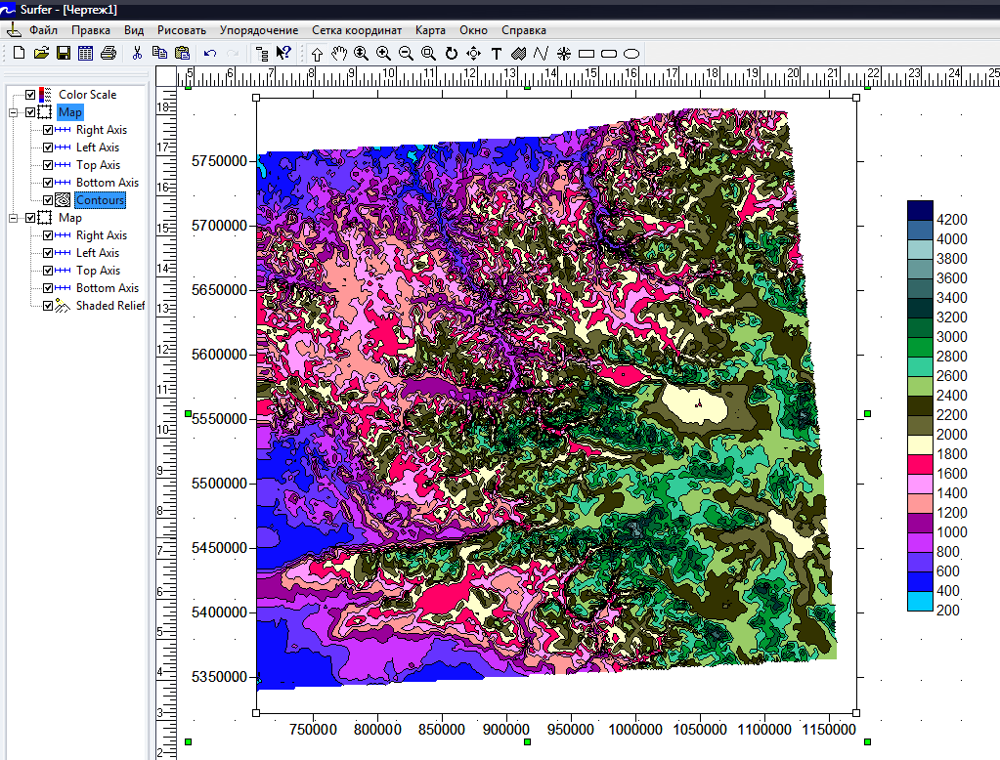 Surfer - [Чертеж1]
Файл Правка Вид Рисовать Упорядочение Сетка координат Карта Окно Справка
5 6 7 8 9 10 11 12 13 14 15 16 17 18 19 20 21 22 23 24 25
Color Scale
Map
Right Axis
Left Axis
Top Axis
Bottom Axis
Contours
Map
Right Axis
Left Axis
Top Axis
Bottom Axis
Shaded Relief
18
17
16
15
14
13
12
11
10
9
8
7
6
5
4
3
2
5750000
5700000
5650000
5600000
5550000
5500000
5450000
5400000
5350000
750000 800000 850000 900000 950000 1000000 1050000 1100000 1150000
4200
4000
3800
3600
3400
3200
3000
2800
2600
2400
2200
2000
1800
1600
1400
1200
1000
800
600
400
200